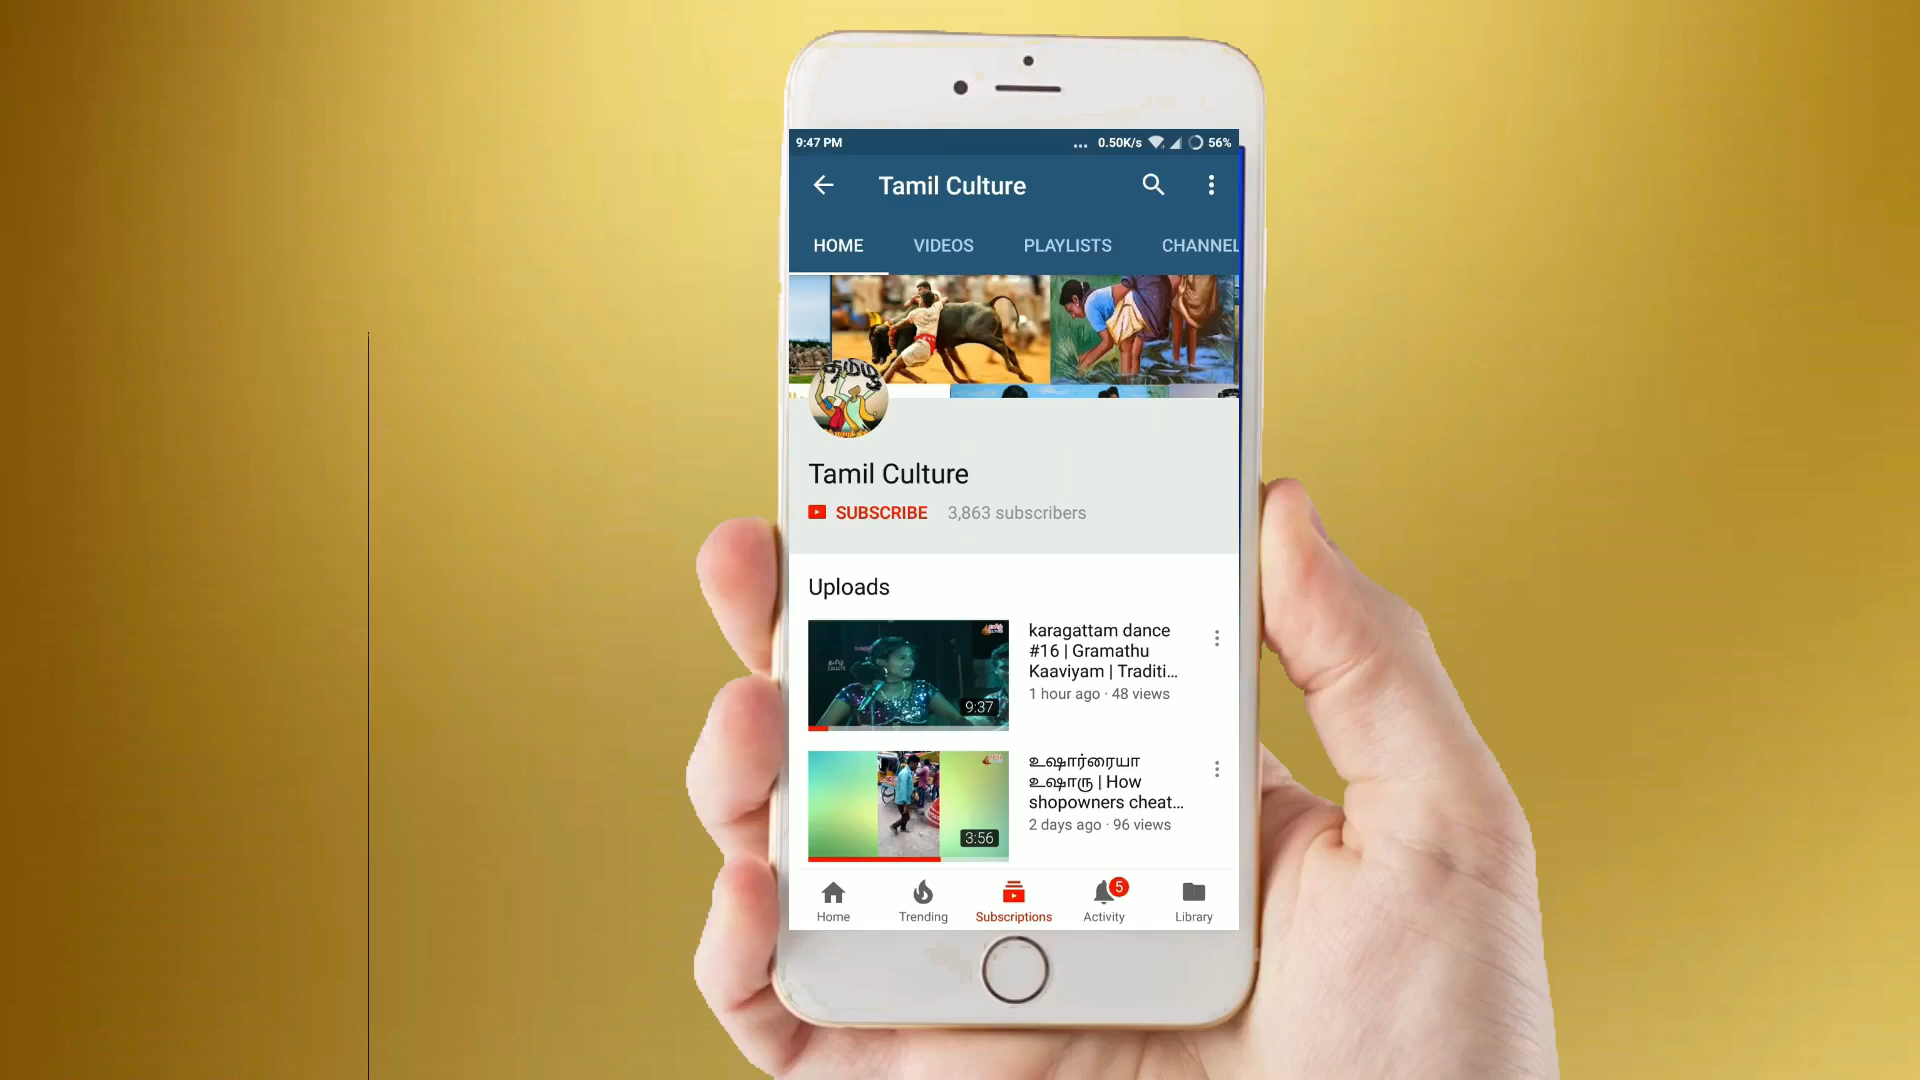 9:47 PM
... 0.50K/s 56%
Tamil Culture
HOME VIDEOS PLAYLISTS CHANNEL
தமிழ்
Tamil Culture
SUBSCRIBE 3,863 subscribers
Uploads
karagattam dance
#16 | Gramathu
Kaaviyam | Traditi...
1 hour ago · 48 views
9:37
உஷார்ரையா
உஷாரு | How
shopowners cheat...
2 days ago · 96 views
3:56
5
Home Trending Subscriptions Activity Library